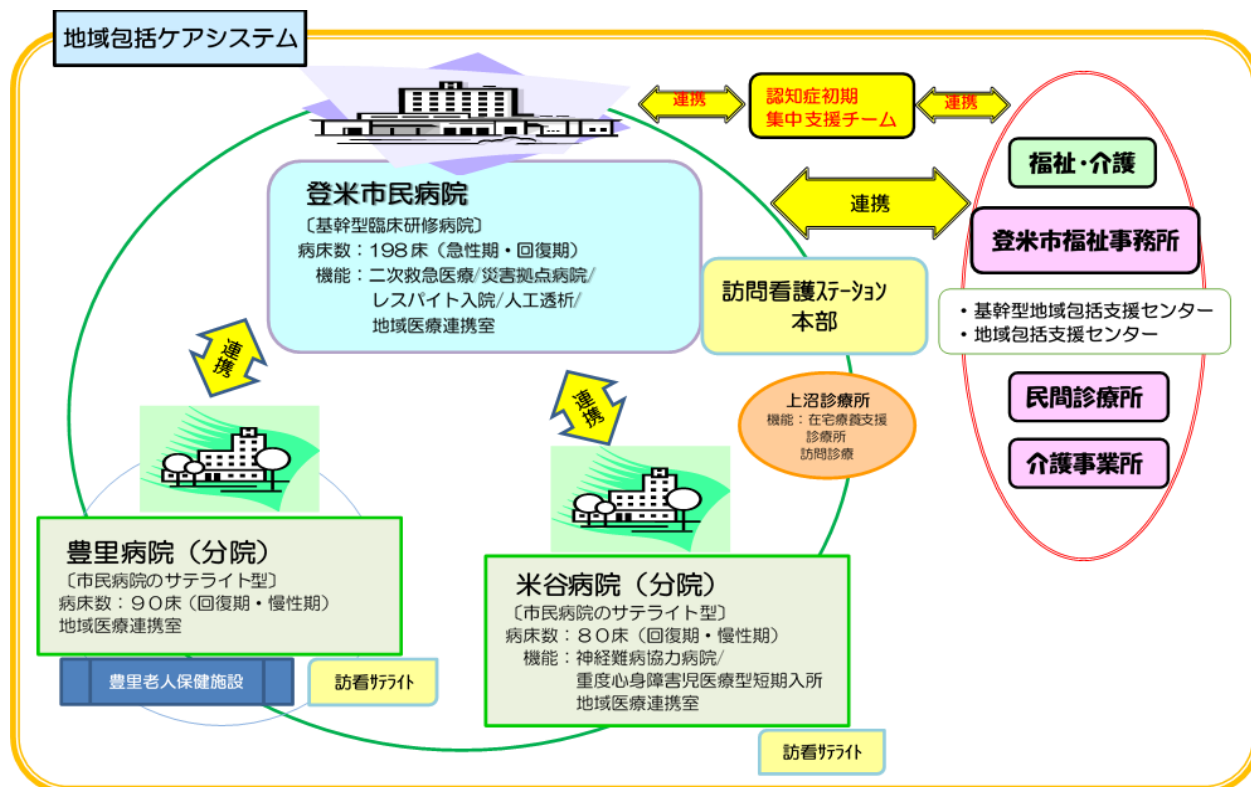 地域包括ケアシステム
連携
認知症初期
集中支援チーム
連携
登米市民病院
〔基幹型臨床研修病院〕
病床数：198床（急性期・回復期）
機能：二次救急医療/災害拠点病院/
レスパイト入院/人工透析/
地域医療連携室
連携
訪問看護ステーション
本部
上沼診療所
機能：在宅療養支援
診療所
訪問診療
福祉・介護
登米市福祉事務所
・基幹型地域包括支援センター
・地域包括支援センター
民間診療所
介護事業所
連携
連携
豊里病院（分院）
〔市民病院のサテライト型〕
病床数：９０床（回復期・慢性期）
地域医療連携室
豊里老人保健施設
訪看サテライト
米谷病院（分院）
〔市民病院のサテライト型〕
病床数：８０床（回復期・慢性期）
機能：神経難病協力病院/
重度心身障害児医療型短期入所
地域医療連携室
訪看サテライト